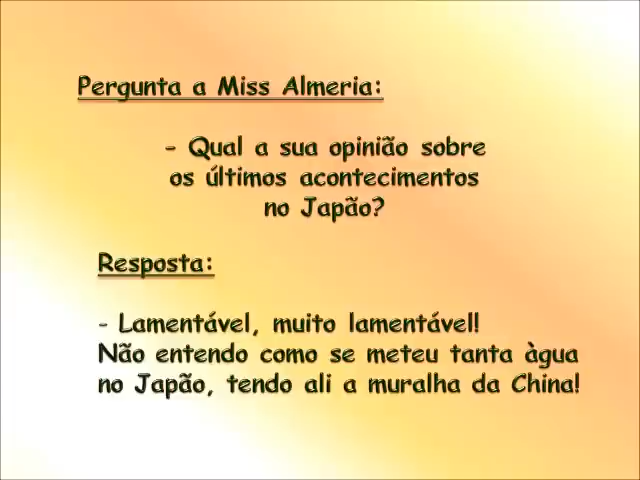 Pergunta a Miss Almeria:
- Qual a sua opinião sobre
os últimos acontecimentos
no Japão?
Resposta:
- Lamentável, muito lamentável!
Não entendo como se meteu tanta àgua
no Japão, tendo ali a muralha da China!